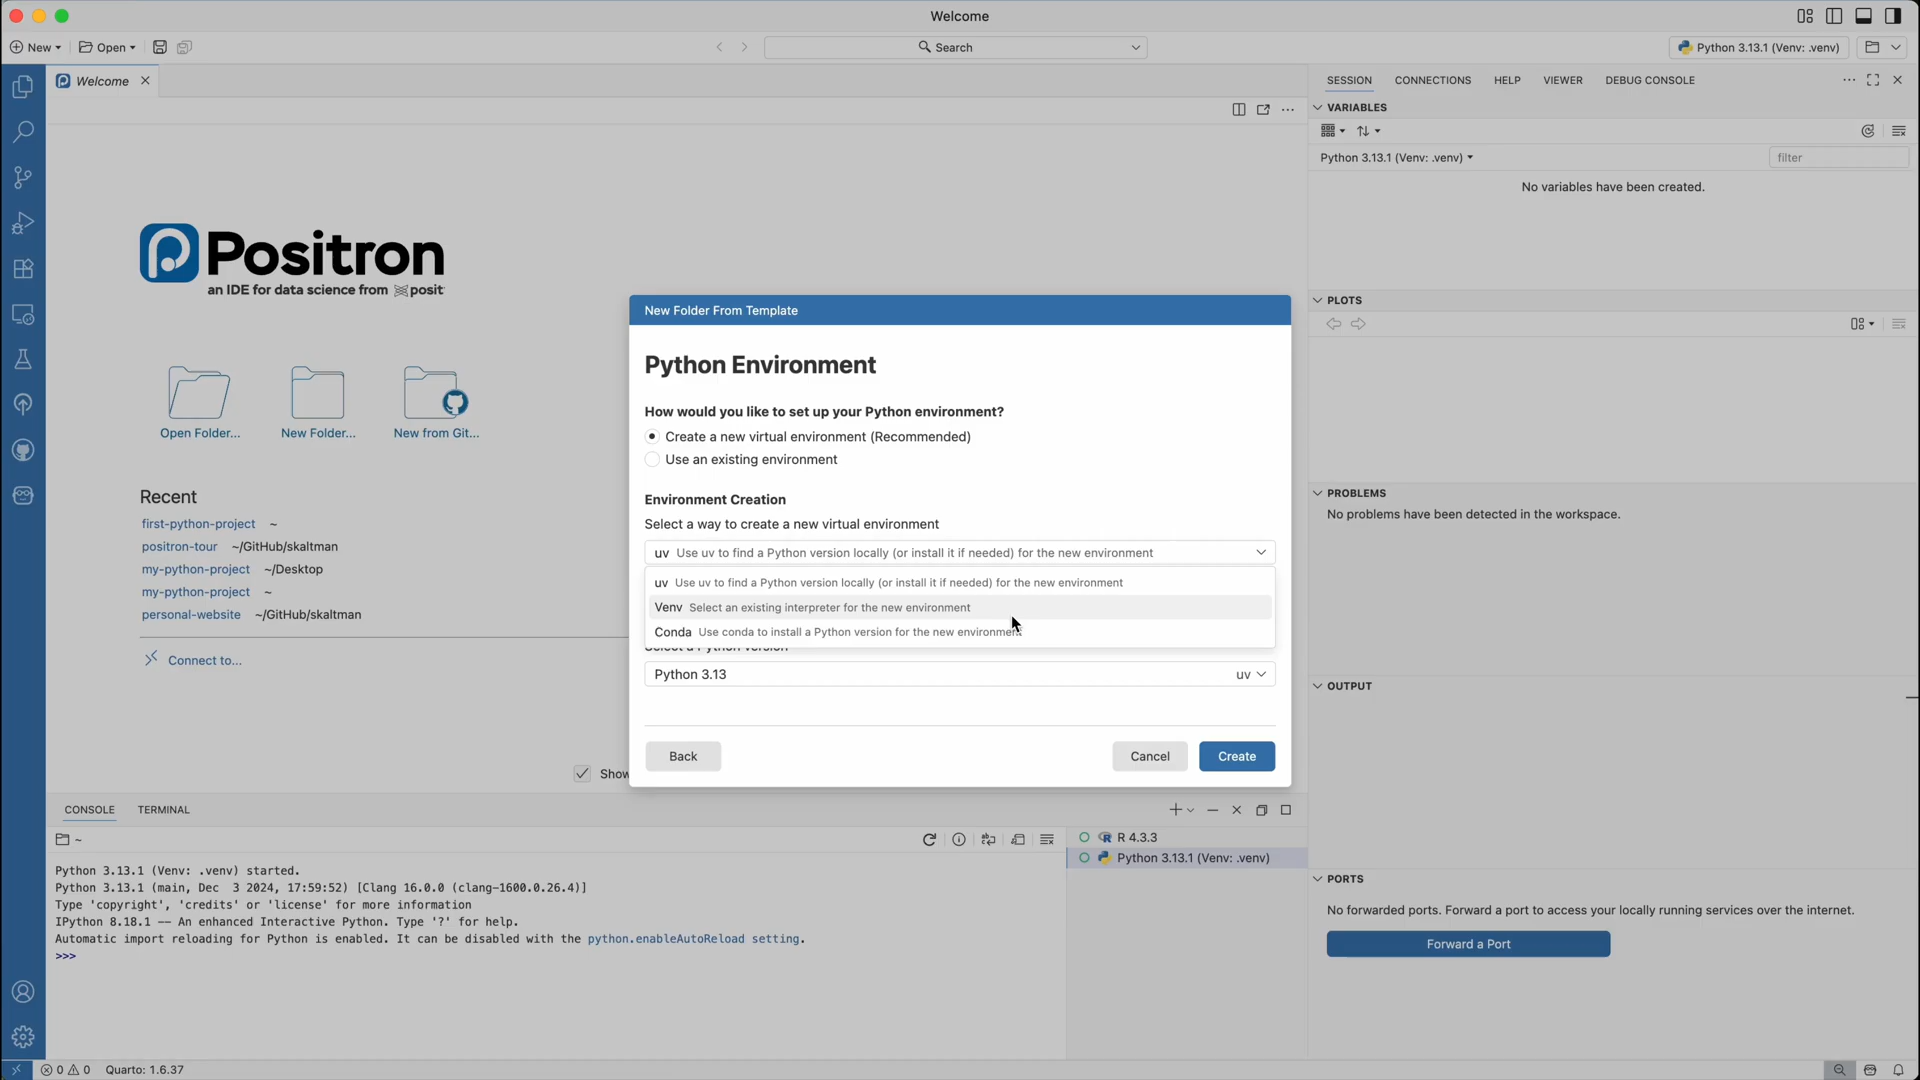 Welcome
New
Open
Search
Python 3.13.1 (Venv: .venv)
Welcome
SESSION CONNECTIONS HELP VIEWER DEBUG CONSOLE
VARIABLES
Python 3.13.1 (Venv: .venv)
filter
No variables have been created.
Positron
an IDE for data science from posit
Open Folder...
New Folder...
New from Git...
Recent
first-python-project ~
positron-tour ~/GitHub/skaltman
my-python-project ~/Desktop
my-python-project ~
personal-website ~/GitHub/skaltman
Connect to...
Show
New Folder From Template
Python Environment
How would you like to set up your Python environment?
Create a new virtual environment (Recommended)
Use an existing environment
Environment Creation
Select a way to create a new virtual environment
uv Use uv to find a Python version locally (or install it if needed) for the new environment
uv Use uv to find a Python version locally (or install it if needed) for the new environment
Venv Select an existing interpreter for the new environment
Conda Use conda to install a Python version for the new environment
Select a Python version
Python 3.13 uv
Back
Cancel
Create
PLOTS
PROBLEMS
No problems have been detected in the workspace.
OUTPUT
PORTS
No forwarded ports. Forward a port to access your locally running services over the internet.
Forward a Port
CONSOLE TERMINAL
~
Python 3.13.1 (Venv: .venv) started.
Python 3.13.1 (main, Dec 3 2024, 17:59:52) [Clang 16.0.0 (clang-1600.0.26.4)]
Type 'copyright', 'credits' or 'license' for more information
IPython 8.18.1 -- An enhanced Interactive Python. Type '?' for help.
Automatic import reloading for Python is enabled. It can be disabled with the python.enableAutoReload setting.
>>>
R 4.3.3
Python 3.13.1 (Venv: .venv)
0 0 Quarto: 1.6.37